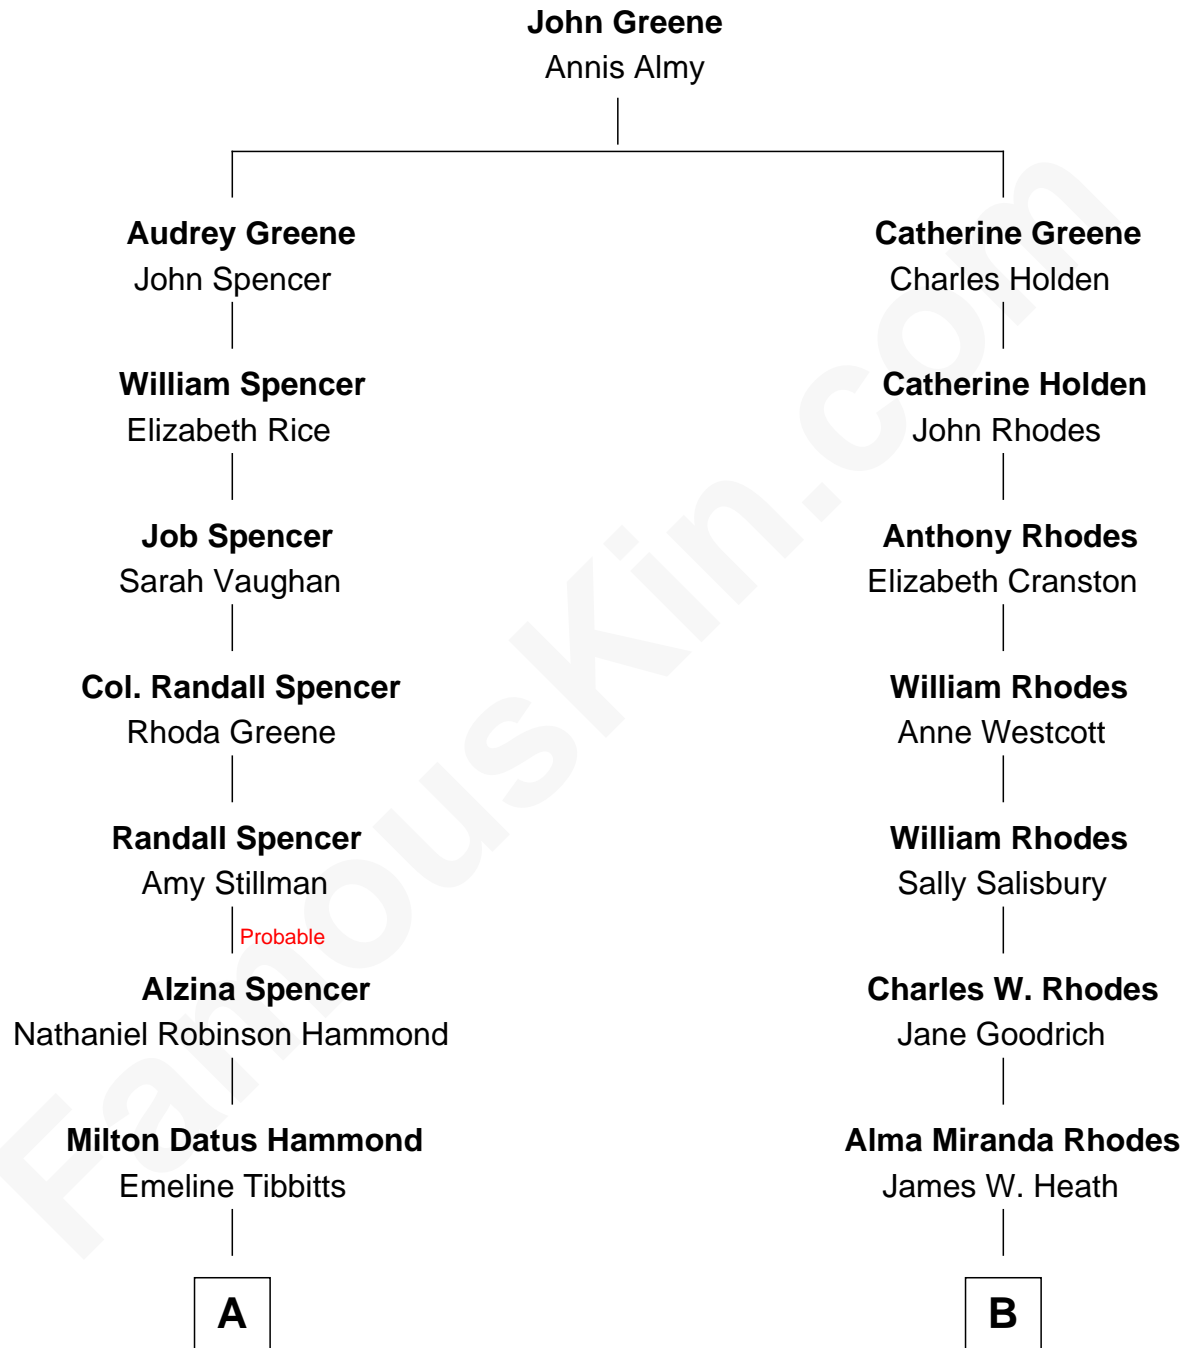 John Greene
Annis Almy
Audrey Greene
John Spencer
Catherine Greene
Charles Holden
William Spencer
Elizabeth Rice
Catherine Holden
John Rhodes
Job Spencer
Sarah Vaughan
Anthony Rhodes
Elizabeth Cranston
Col. Randall Spencer
Rhoda Greene
William Rhodes
Anne Westcott
Randall Spencer
Amy Stillman
William Rhodes
Sally Salisbury
Probable
Alzina Spencer
Nathaniel Robinson Hammond
Charles W. Rhodes
Jane Goodrich
Milton Datus Hammond
Emeline Tibbitts
Alma Miranda Rhodes
James W. Heath
A
B
FamousKin.com